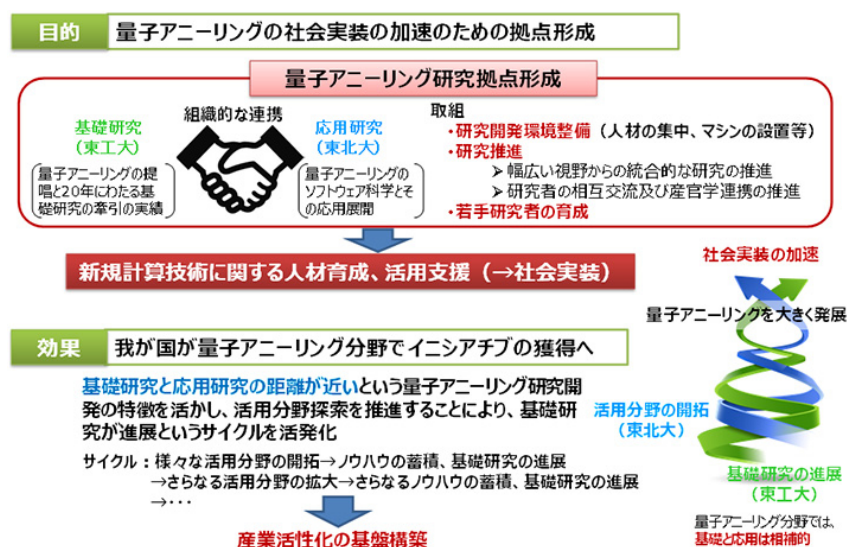 目的
量子アニーリングの社会実装の加速のための拠点形成
量子アニーリング研究拠点形成
基礎研究
(東工大)
量子アニーリングの提
唱と20年にわたる基
礎研究の牽引の実績
組織的な連携
応用研究
(東北大)
量子アニーリングの
ソフトウェア科学とそ
の応用展開
取組
・研究開発環境整備（人材の集中、マシンの設置等）
・研究推進
➢幅広い視野からの統合的な研究の推進
➢研究者の相互交流及び産官学連携の推進
・若手研究者の育成
新規計算技術に関する人材育成、活用支援（→社会実装）
効果
我が国が量子アニーリング分野でイニシアチブの獲得へ
基礎研究と応用研究の距離が近いという量子アニーリング研究開
発の特徴を活かし、活用分野探索を推進することにより、基礎研
究が進展というサイクルを活発化
サイクル：様々な活用分野の開拓→ノウハウの蓄積、基礎研究の進展
→さらなる活用分野の拡大→さらなるノウハウの蓄積、基礎研究の進展
→・・・
産業活性化の基盤構築
社会実装の加速
量子アニーリングを大きく発展
活用分野の開拓
(東北大)
基礎研究の進展
(東工大)
量子アニーリング分野では、
基礎と応用は相補的